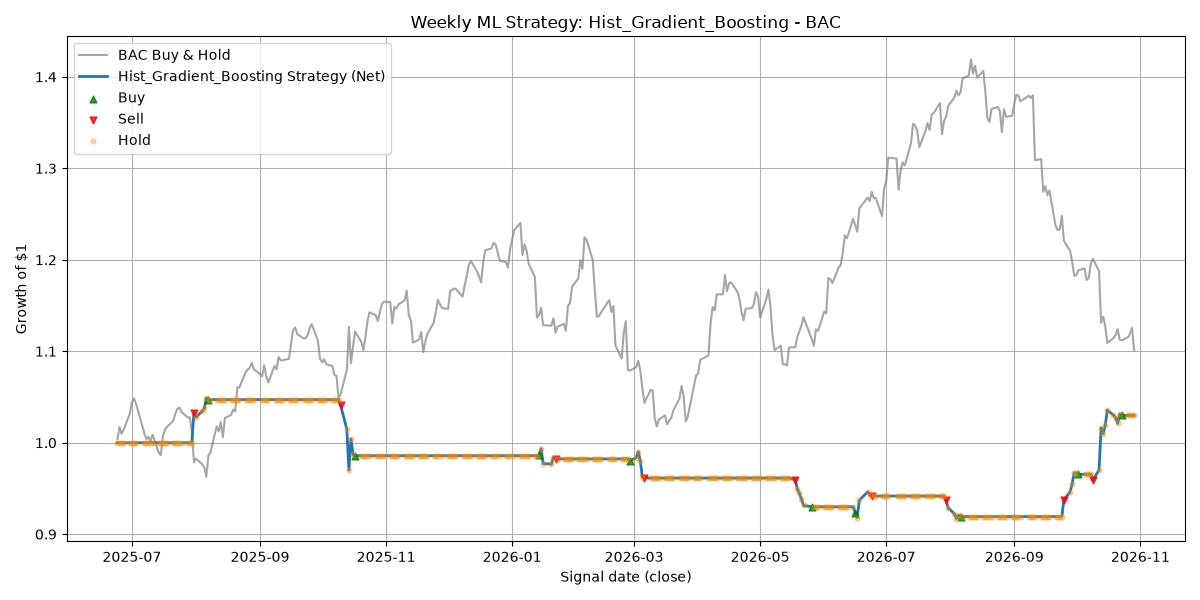 Weekly ML Strategy: Hist_Gradient_Boosting - BAC
BAC Buy & Hold
Hist_Gradient_Boosting Strategy (Net)
Buy
Sell
Hold
Growth of $1
1.4
1.3
1.2
1.1
1.0
0.9
2025-07
2025-09
2025-11
2026-01
2026-03
2026-05
2026-07
2026-09
2026-11
Signal date (close)